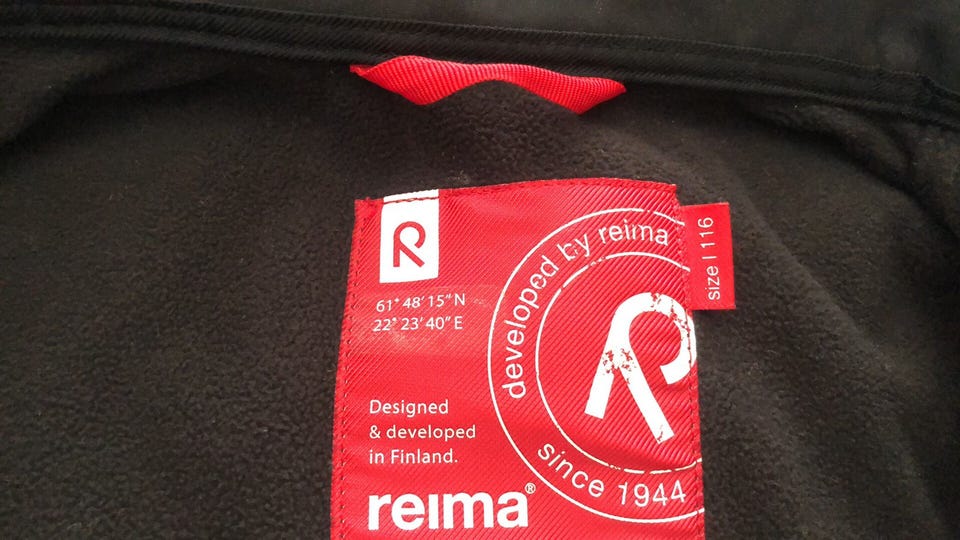 R
61° 48' 15" N
22° 23' 40" E
Designed
& developed
in Finland.
reima®
developed by reima
R
since 1944
size | 116